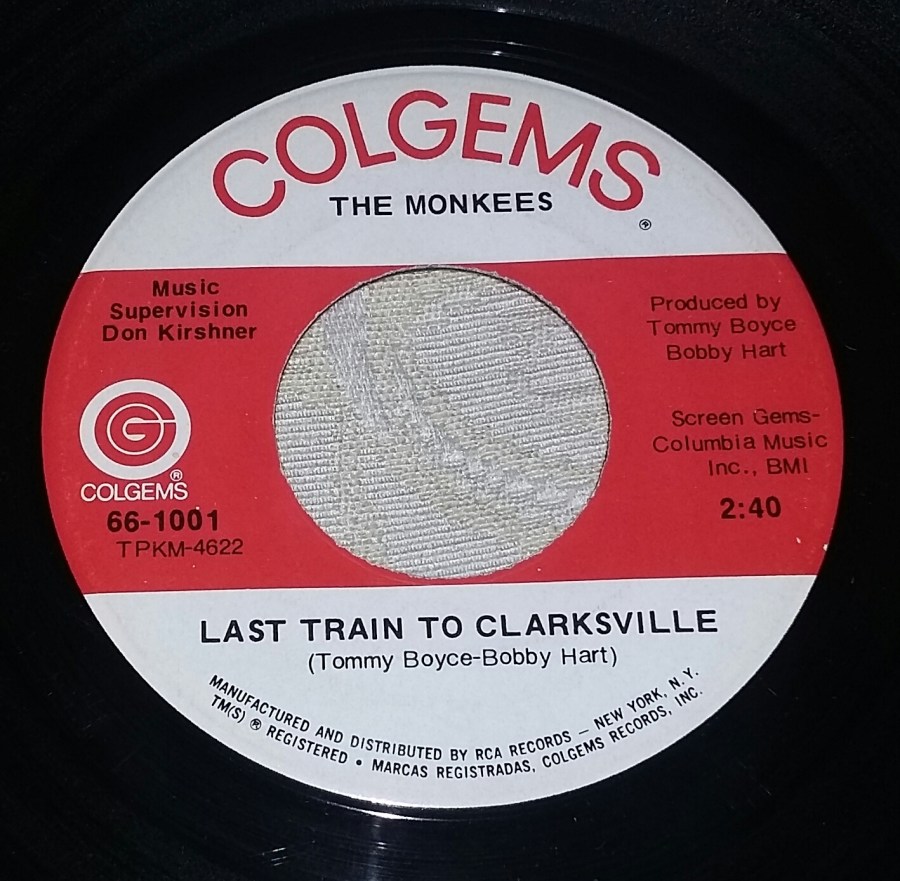 COLGEMS
®
THE MONKEES
Music
Supervision
Don Kirshner
Produced by
Tommy Boyce
Bobby Hart
G
®
COLGEMS
66-1001
TPKM-4622
Screen Gems-
Columbia Music
Inc., BMI
2:40
LAST TRAIN TO CLARKSVILLE
(Tommy Boyce-Bobby Hart)
MANUFACTURED AND DISTRIBUTED BY RCA RECORDS – NEW YORK, N.Y.
TM(S) ® REGISTERED • MARCAS REGISTRADAS, COLGEMS RECORDS, INC.